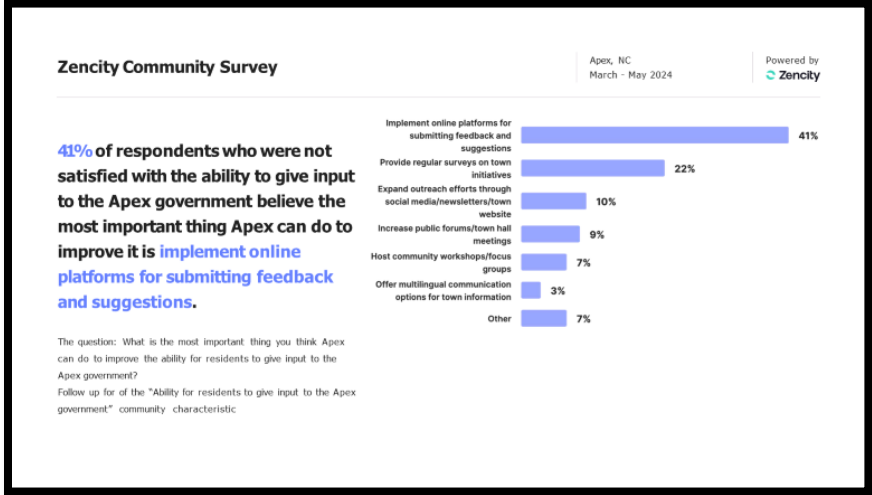 Zencity Community Survey
Apex, NC
March - May 2024
Powered by
Zencity
41% of respondents who were not
satisfied with the ability to give input
to the Apex government believe the
most important thing Apex can do to
improve it is implement online
platforms for submitting feedback
and suggestions.
The question: What is the most important thing you think Apex
can do to improve the ability for residents to give input to the
Apex government?
Follow up for of the “Ability for residents to give input to the Apex
government” community characteristic
Implement online platforms for
submitting feedback and
suggestions
41%
Provide regular surveys on town
initiatives
22%
Expand outreach efforts through
social media/newsletters/town
website
10%
Increase public forums/town hall
meetings
9%
Host community workshops/focus
groups
7%
Offer multilingual communication
options for town information
3%
Other
7%